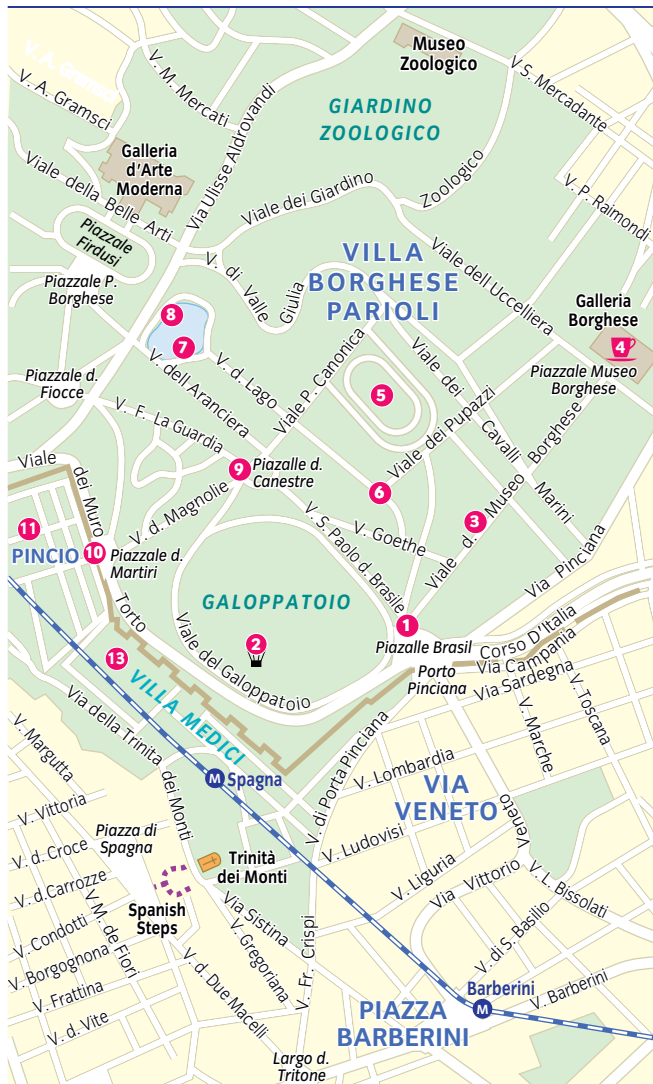 V. A. Gramsci
V. A. Gramsci
V. M. Mercati
Museo
Zoologico
V. S. Mercadante
GIARDINO
ZOOLOGICO
Galleria
d'Arte
Moderna
Via Ulisse Aldrovandi
Viale della Belle Arti
Viale dei Giardino
Zoologico
V. P. Raimondi
Piazzale
Firdusi
Piazzale P.
Borghese
V. di Valle
Giulia
VILLA
BORGHESE
PARIOLI
Viale dell Uccelliera
Galleria
Borghese
4
Piazzale Museo
Borghese
8
7
Piazzale d.
Fiocce
V. dell Aranciera
V. d. Lago
Viale P. Canonica
5
Viale dei
Cavalli
Marini
V. F. La Guardia
Viale dei Pupazzi
9
Piazalle d.
Canestre
6
3
Viale d. Museo Borghese
Viale
dei Muro
Torto
V. d. Magnolie
V. S. Paolo d. Brasile
V. Goethe
Via Pinciana
11
PINCIO
10
Piazzale d.
Martiri
GALOPPATOIO
2
Viale del Galoppatoio
1
Piazalle Brasil
Porto
Pinciana
Corso D'Italia
Via Campania
Via Sardegna
13
VILLA MEDICI
Via della Trinita
dei Monti
V. Marche
V. Toscana
V. Margutta
M
Spagna
V. di Porta Pinciana
V. Lombardia
VIA
VENETO
Veneto
V. Vittoria
Piazza di
Spagna
V. d. Croce
V. Ludovisi
Trinità
dei Monti
V. Liguria
V. L. Bissolati
V. d.Carrozze
Spanish
Steps
Via Vittorio
V. Condotti
V. M. de Fiori
Via Sistina
V. Gregoriana
V. Fr. Crispi
V. di S. Basilio
V. Borgognona
V. Frattina
V. d. Due Macelli
Barberini
M
V. Barberini
V. d. Vite
PIAZZA
BARBERINI
Largo d.
Tritone